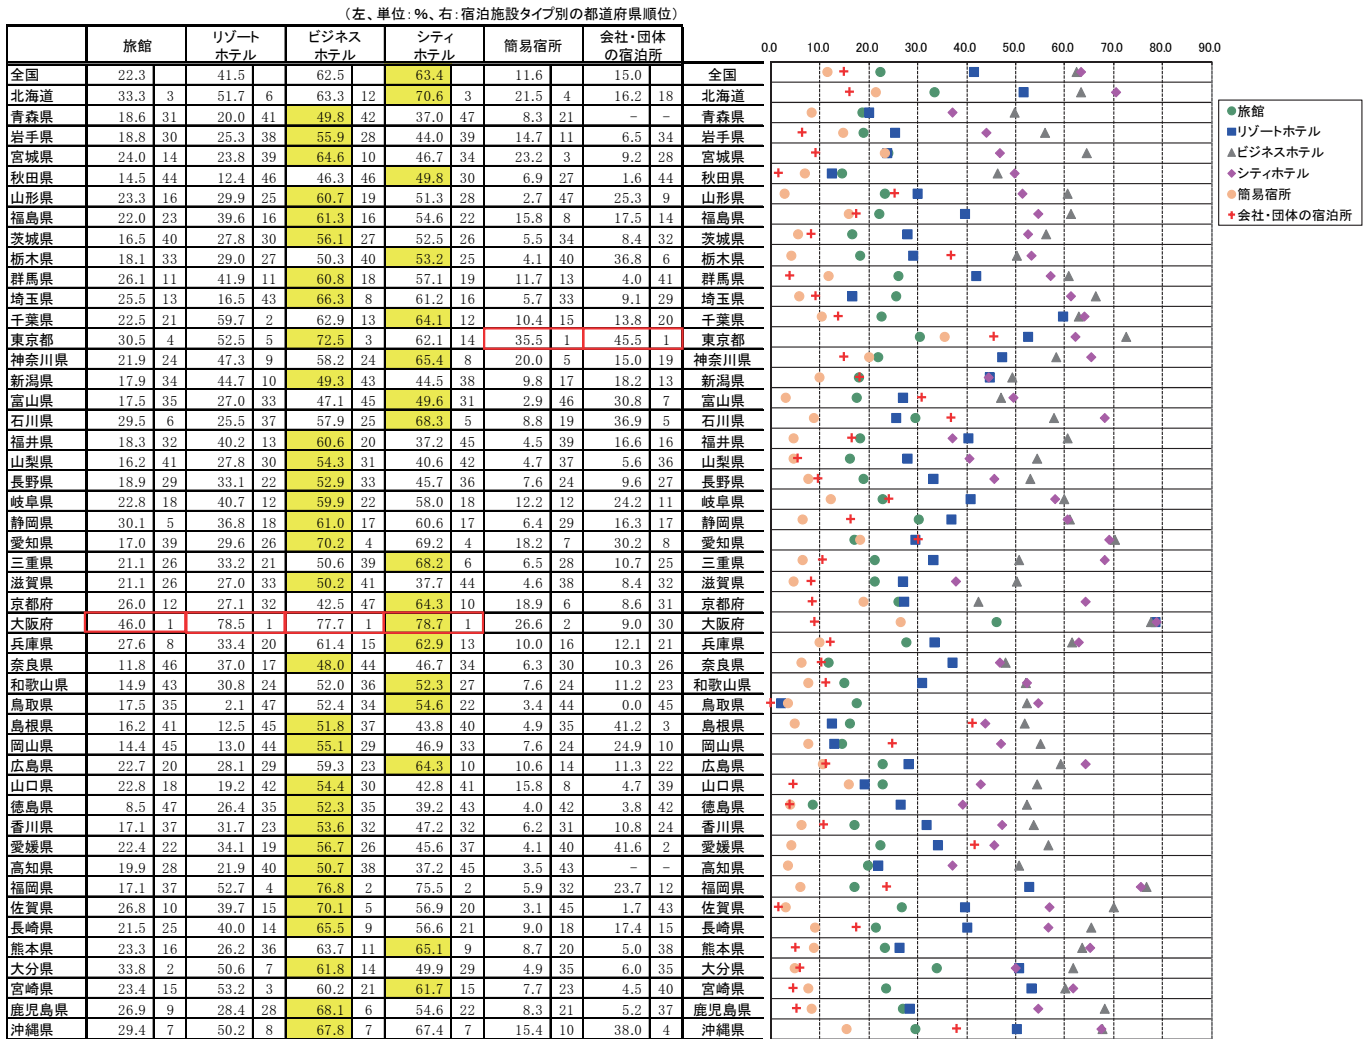 （左、単位：％、右：宿泊施設タイプ別の都道府県順位）
旅館 リゾートホテル ビジネスホテル シティホテル 簡易宿所 会社・団体の宿泊所
0.0 10.0 20.0 30.0 40.0 50.0 60.0 70.0 80.0 90.0
全国 22.3 41.5 62.5 63.4 11.6 15.0 全国
北海道 33.3 3 51.7 6 63.3 12 70.6 3 21.5 4 16.2 18 北海道
青森県 18.6 31 20.0 41 49.8 42 37.0 47 8.3 21 － － 青森県
岩手県 18.8 30 25.3 38 55.9 28 44.0 39 14.7 11 6.5 34 岩手県
宮城県 24.0 14 23.8 39 64.6 10 46.7 34 23.2 3 9.2 28 宮城県
秋田県 14.5 44 12.4 46 46.3 46 49.8 30 6.9 27 1.6 44 秋田県
山形県 23.3 16 29.9 25 60.7 19 51.3 28 2.7 47 25.3 9 山形県
福島県 22.0 23 39.6 16 61.3 16 54.6 22 15.8 8 17.5 14 福島県
茨城県 16.5 40 27.8 30 56.1 27 52.5 26 5.5 34 8.4 32 茨城県
栃木県 18.1 33 29.0 27 50.3 40 53.2 25 4.1 40 36.8 6 栃木県
群馬県 26.1 11 41.9 11 60.8 18 57.1 19 11.7 13 4.0 41 群馬県
埼玉県 25.5 13 16.5 43 66.3 8 61.2 16 5.7 33 9.1 29 埼玉県
千葉県 22.5 21 59.7 2 62.9 13 64.1 12 10.4 15 13.8 20 千葉県
東京都 30.5 4 52.5 5 72.5 3 62.1 14 35.5 1 45.5 1 東京都
神奈川県 21.9 24 47.3 9 58.2 24 65.4 8 20.0 5 15.0 19 神奈川県
新潟県 17.9 34 44.7 10 49.3 43 44.5 38 9.8 17 18.2 13 新潟県
富山県 17.5 35 27.0 33 47.1 45 49.6 31 2.9 46 30.8 7 富山県
石川県 29.5 6 25.5 37 57.9 25 68.3 5 8.8 19 36.9 5 石川県
福井県 18.3 32 40.2 13 60.6 20 37.2 45 4.5 39 16.6 16 福井県
山梨県 16.2 41 27.8 30 54.3 31 40.6 42 4.7 37 5.6 36 山梨県
長野県 18.9 29 33.1 22 52.9 33 45.7 36 7.6 24 9.6 27 長野県
岐阜県 22.8 18 40.7 12 59.9 22 58.0 18 12.2 12 24.2 11 岐阜県
静岡県 30.1 5 36.8 18 61.0 17 60.6 17 6.4 29 16.3 17 静岡県
愛知県 17.0 39 29.6 26 70.2 4 69.2 4 18.2 7 30.2 8 愛知県
三重県 21.1 26 33.2 21 50.6 39 68.2 6 6.5 28 10.7 25 三重県
滋賀県 21.1 26 27.0 33 50.2 41 37.7 44 4.6 38 8.4 32 滋賀県
京都府 26.0 12 27.1 32 42.5 47 64.3 10 18.9 6 8.6 31 京都府
大阪府 46.0 1 78.5 1 77.7 1 78.7 1 26.6 2 9.0 30 大阪府
兵庫県 27.6 8 33.4 20 61.4 15 62.9 13 10.0 16 12.1 21 兵庫県
奈良県 11.8 46 37.0 17 48.0 44 46.7 34 6.3 30 10.3 26 奈良県
和歌山県 14.9 43 30.8 24 52.0 36 52.3 27 7.6 24 11.2 23 和歌山県
鳥取県 17.5 35 2.1 47 52.4 34 54.6 22 3.4 44 0.0 45 鳥取県
島根県 16.2 41 12.5 45 51.8 37 43.8 40 4.9 35 41.2 3 島根県
岡山県 14.4 45 13.0 44 55.1 29 46.9 33 7.6 24 24.9 10 岡山県
広島県 22.7 20 28.1 29 59.3 23 64.3 10 10.6 14 11.3 22 広島県
山口県 22.8 18 19.2 42 54.4 30 42.8 41 15.8 8 4.7 39 山口県
徳島県 8.5 47 26.4 35 52.3 35 39.2 43 4.0 42 3.8 42 徳島県
香川県 17.1 37 31.7 23 53.6 32 47.2 32 6.2 31 10.8 24 香川県
愛媛県 22.4 22 34.1 19 56.7 26 45.6 37 4.1 40 41.6 2 愛媛県
高知県 19.9 28 21.9 40 50.7 38 37.2 45 3.5 43 － － 高知県
福岡県 17.1 37 52.7 4 76.8 2 75.5 2 5.9 32 23.7 12 福岡県
佐賀県 26.8 10 39.7 15 70.1 5 56.9 20 3.1 45 1.7 43 佐賀県
長崎県 21.5 25 40.0 14 65.5 9 56.6 21 9.0 18 17.4 15 長崎県
熊本県 23.3 16 26.2 36 63.7 11 65.1 9 8.7 20 5.0 38 熊本県
大分県 33.8 2 50.6 7 61.8 14 49.9 29 4.9 35 6.0 35 大分県
宮崎県 23.4 15 53.2 3 60.2 21 61.7 15 7.7 23 4.5 40 宮崎県
鹿児島県 26.9 9 28.4 28 68.1 6 54.6 22 8.3 21 5.2 37 鹿児島県
沖縄県 29.4 7 50.2 8 67.8 7 67.4 7 15.4 10 38.0 4 沖縄県
旅館
リゾートホテル
ビジネスホテル
シティホテル
簡易宿所
会社・団体の宿泊所